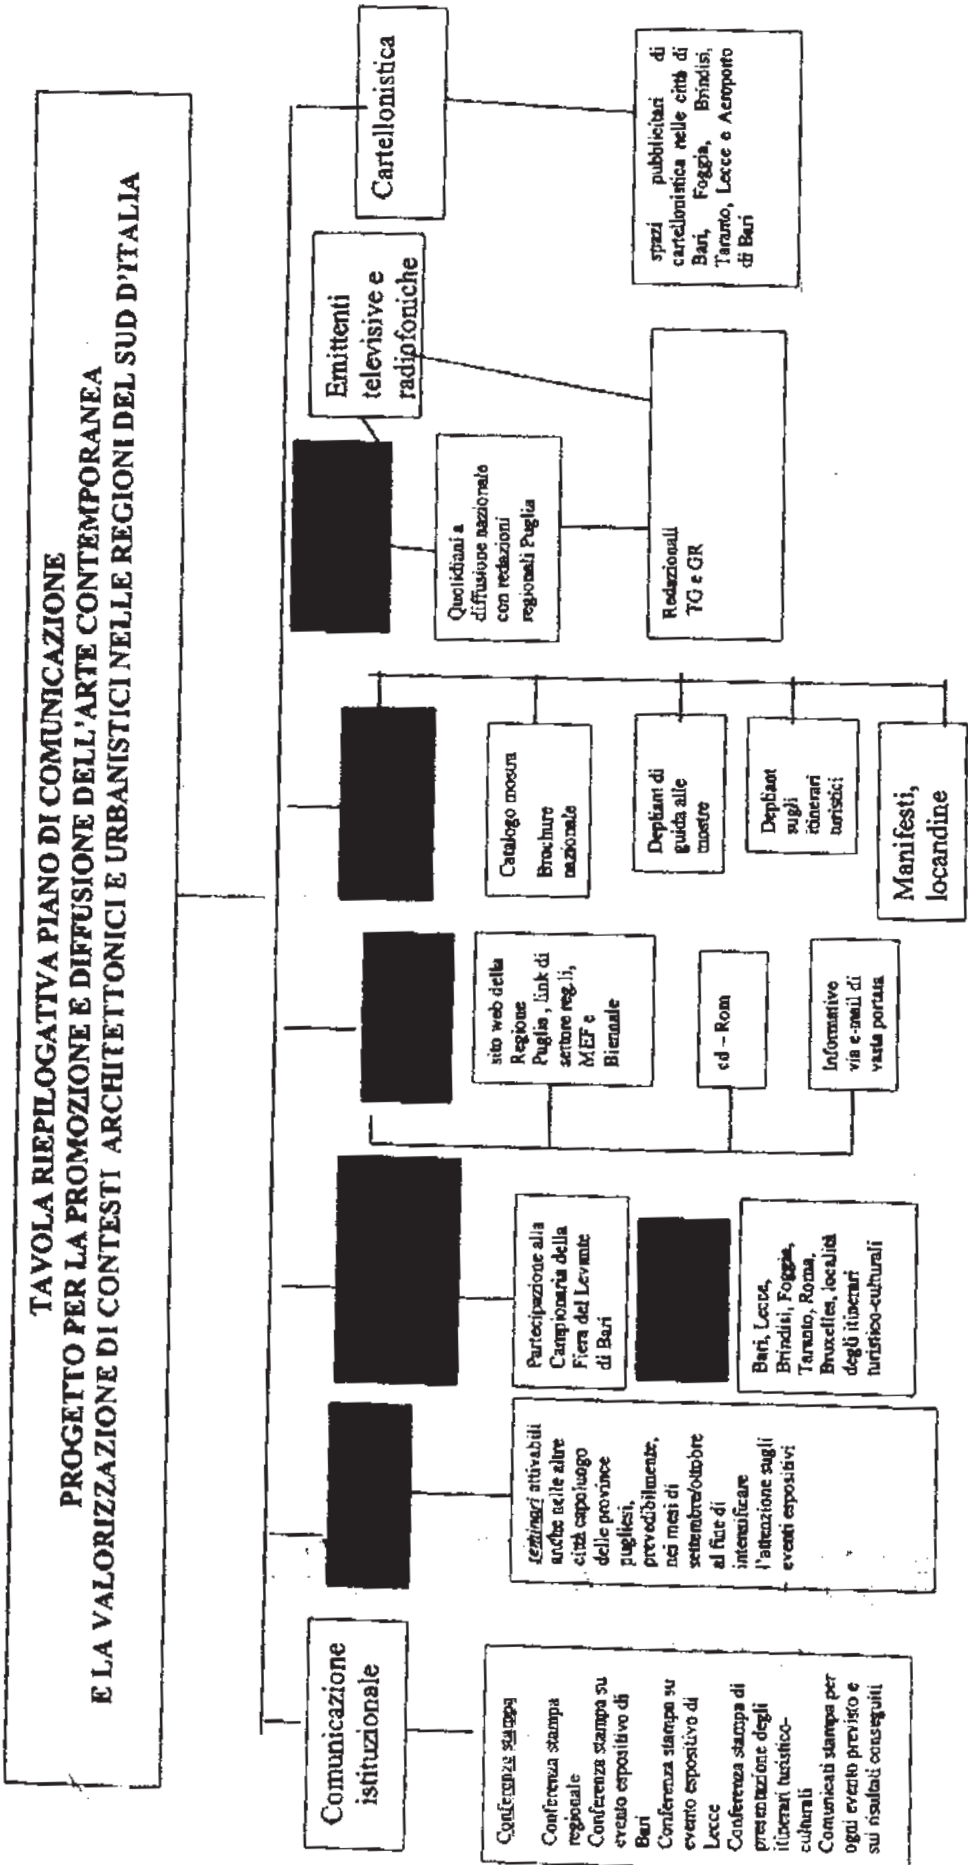 TAVOLA RIEPILOGATIVA PIANO DI COMUNICAZIONE
PROGETTO PER LA PROMOZIONE E DIFFUSIONE DELL'ARTE CONTEMPORANEA
E LA VALORIZZAZIONE DI CONTESTI ARCHITETTONICI E URBANISTICI NELLE REGIONI DEL SUD D'ITALIA
Comunicazione
istituzionale
Conferenze stampa
Conferenza stampa
regionale
Conferenza stampa su
evento espositivo di
Bari
Conferenza stampa su
evento espositivo di
Lecce
Conferenza stampa di
presentazione degli
itinerari turistico-
culturali
Comunicati stampa per
ogni evento previsto e
sui risultati conseguiti
seminari attivabili
anche nelle altre
città capoluogo
delle province
pugliesi,
prevedibilmente,
nei mesi di
settembre/ottobre
al fine di
intensificare
l'attenzione sugli
eventi espositivi
Partecipazione alla
Campionaria della
Fiera del Levante
di Bari
Bari, Lecce,
Brindisi, Foggia,
Taranto, Roma,
Bruxelles, località
degli itinerari
turistico-culturali
sito web della
Regione
Puglia , link di
settore reg.li,
MEF e
Biennale
cd – Rom
Informative
via e-mail di
vasta portata
Catalogo mostra
Brochure
nazionale
Depliant di
guida alle
mostre
Depliant
sugli
itinerari
turistici
Manifesti,
locandine
Quotidiani a
diffusione nazionale
con redazioni
regionali Puglia
Emittenti
televisive e
radiofoniche
Redazionali
TG e GR
Cartellonistica
spazi pubblicitari di
cartellonistica nelle città di
Bari, Foggia, Brindisi,
Taranto, Lecce e Aeroporto
di Bari